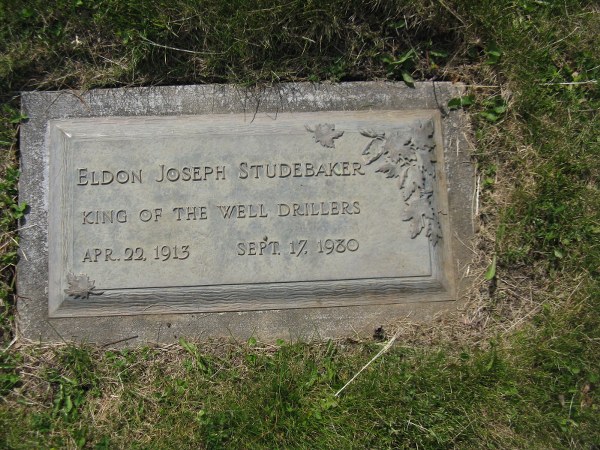 ELDON JOSEPH STUDEBAKER
KING OF THE WELL DRILLERS
APR. 22, 1913 SEPT. 17, 1980